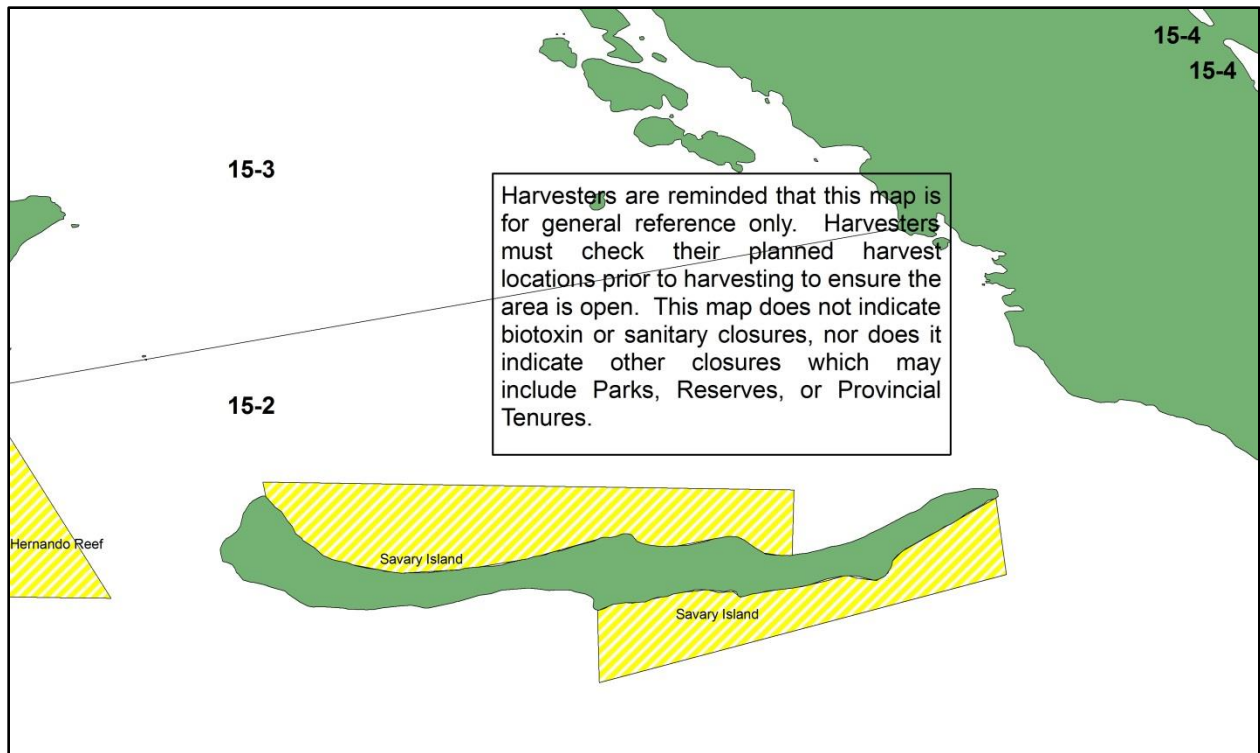 15-4
15-4
15-3
Harvesters are reminded that this map is
for general reference only. Harvesters
must check their planned harvest
locations prior to harvesting to ensure the
area is open. This map does not indicate
biotoxin or sanitary closures, nor does it
indicate other closures which may
include Parks, Reserves, or Provincial
Tenures.
15-2
Hernando Reef
Savary Island
Savary Island